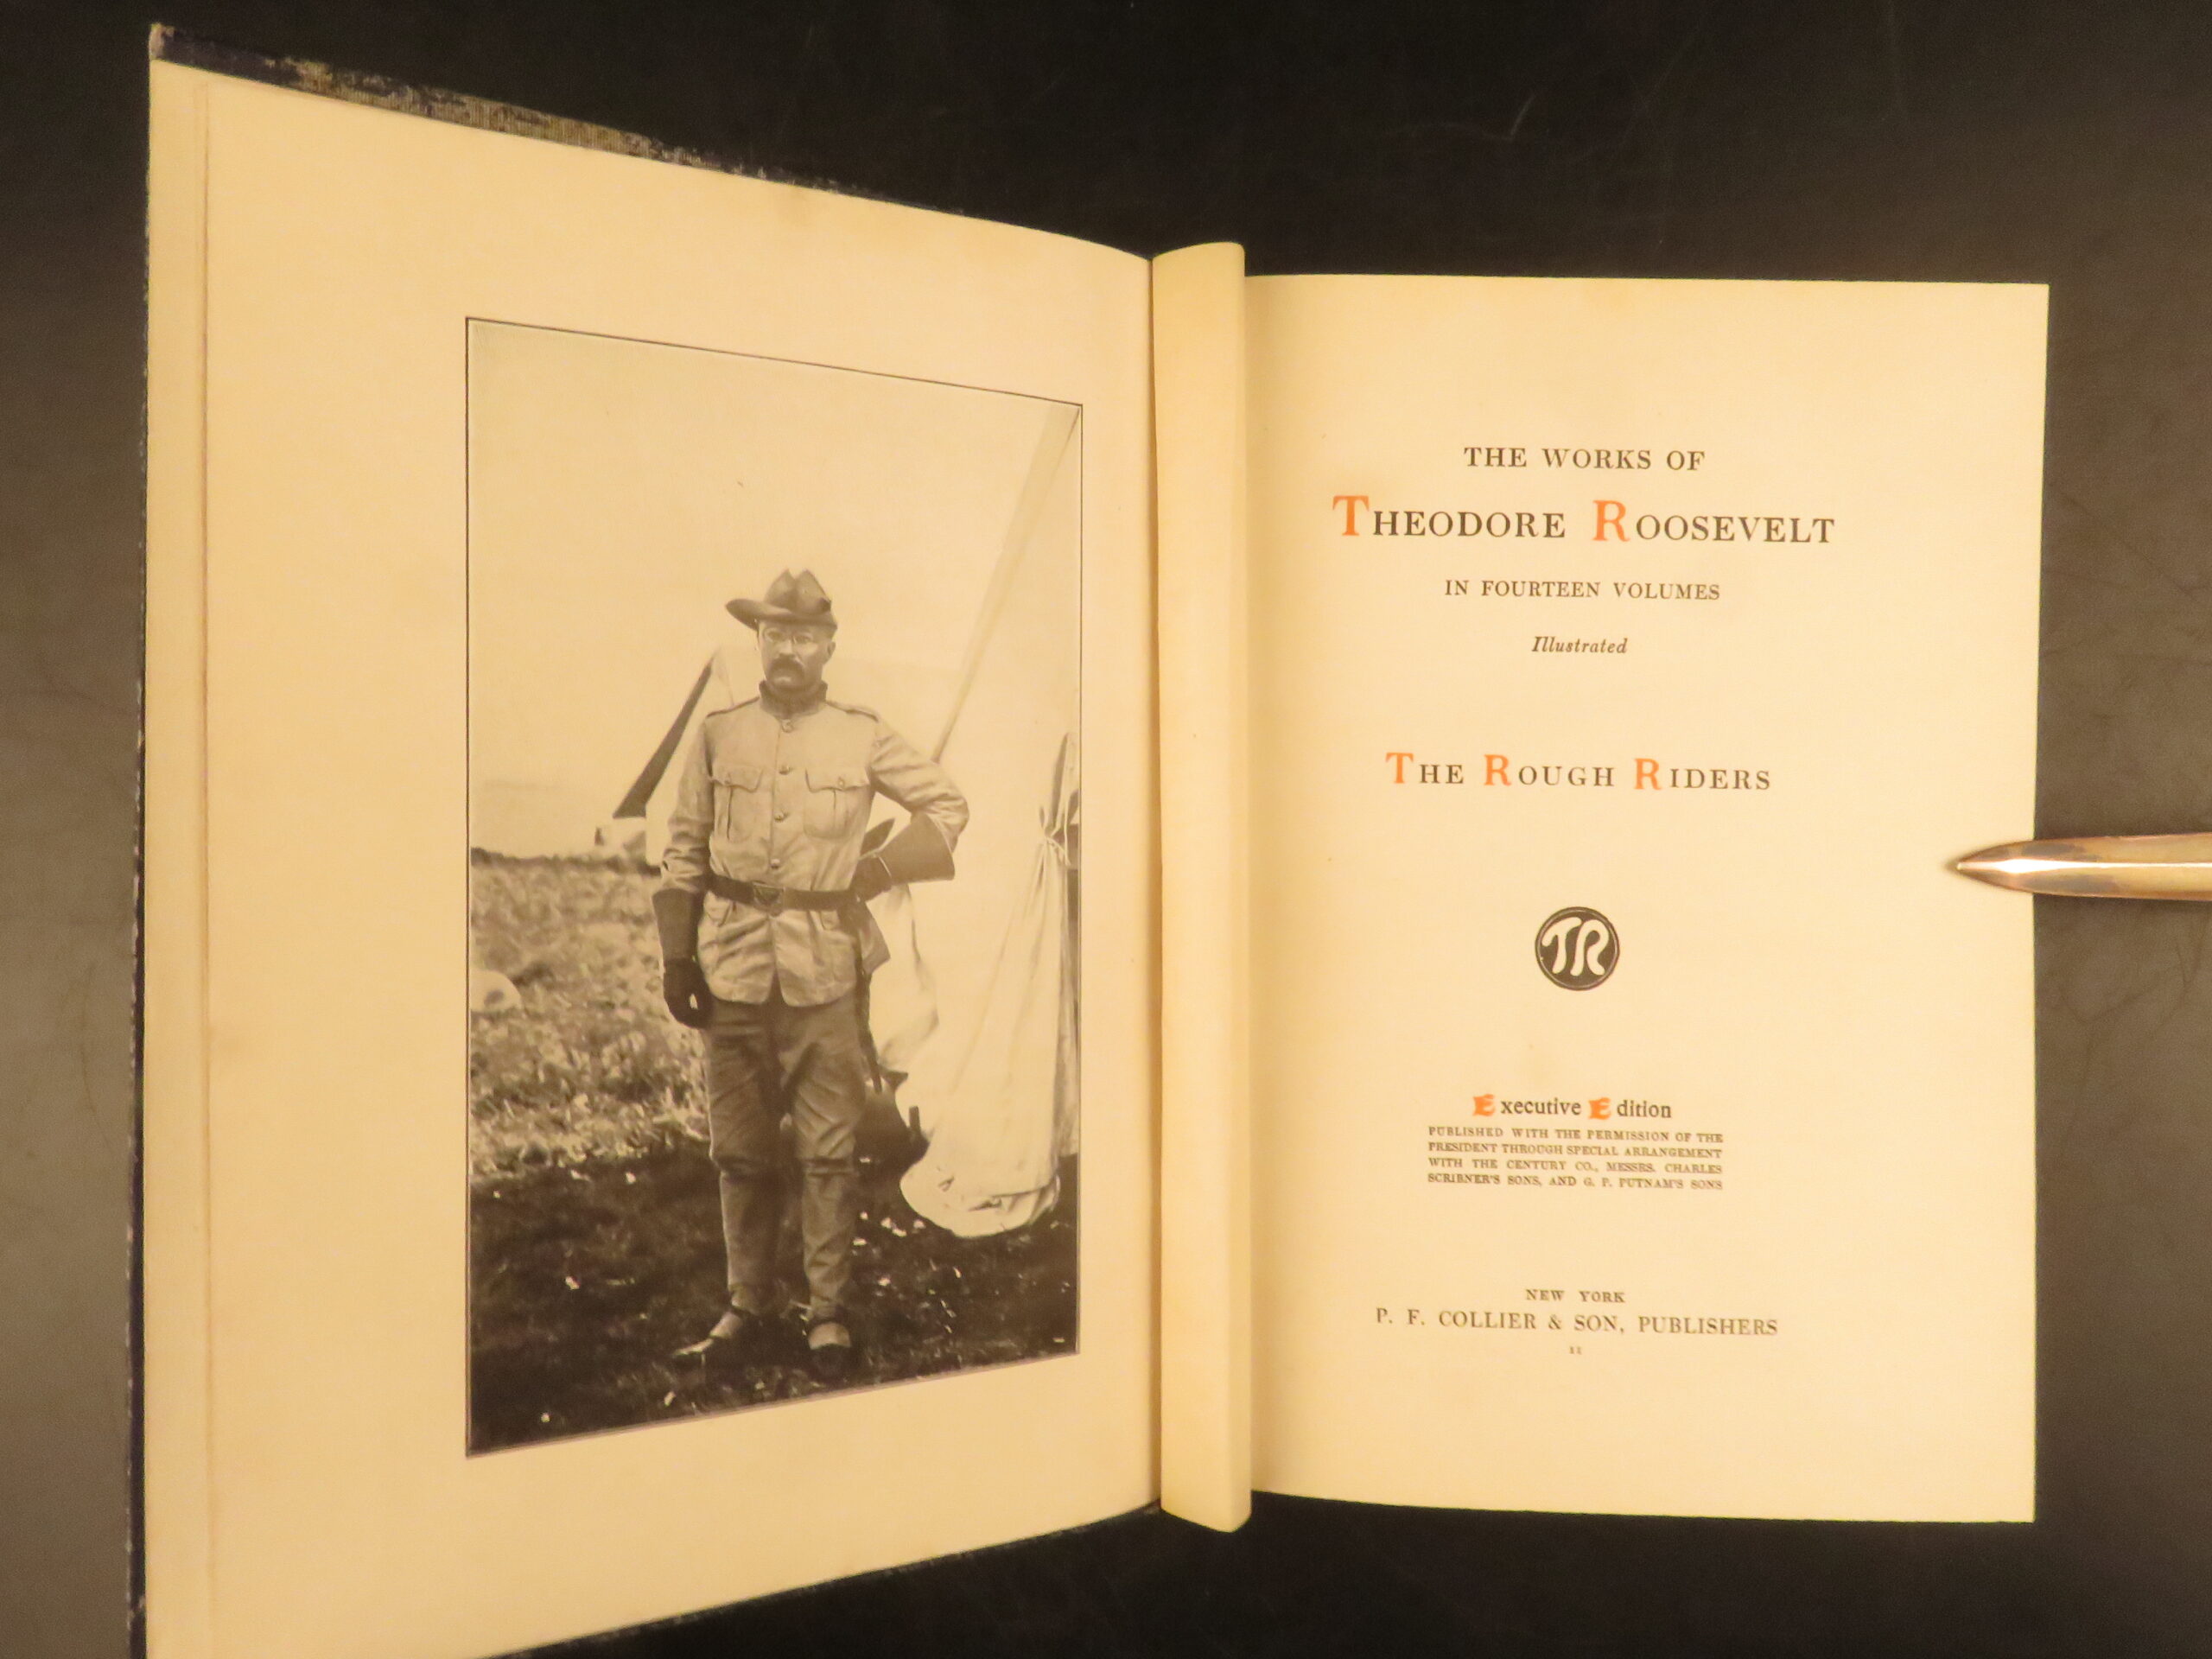 THE WORKS OF
THEODORE ROOSEVELT
IN FOURTEEN VOLUMES
Illustrated
THE ROUGH RIDERS
TR
Executive Edition
PUBLISHED WITH THE PERMISSION OF THE
PRESIDENT THROUGH SPECIAL ARRANGEMENT
WITH THE CENTURY CO., MESSRS. CHARLES
SCRIBNER'S SONS, AND G. P. PUTNAM'S SONS
NEW YORK
P. F. COLLIER & SON, PUBLISHERS